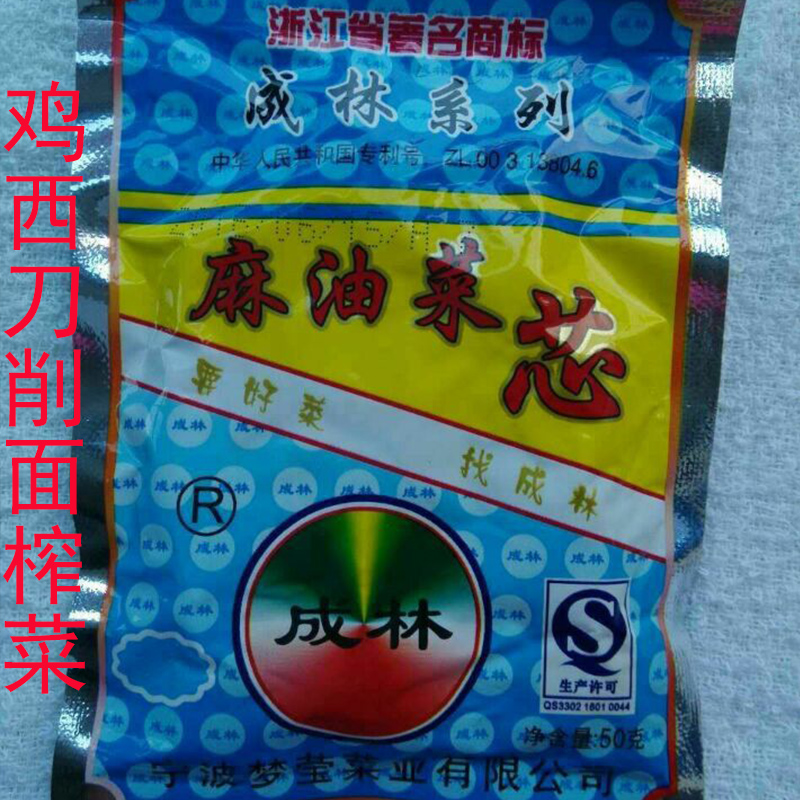 浙江省著名商标
成林系列
中华人民共和国专利号 ZL 00 3 13804.6
麻油菜芯
要好菜 找成林
®
成林
生产许可
QS3302 1601 0044
净含量:50克
宁波梦莹菜业有限公司
鸡西刀削面榨菜